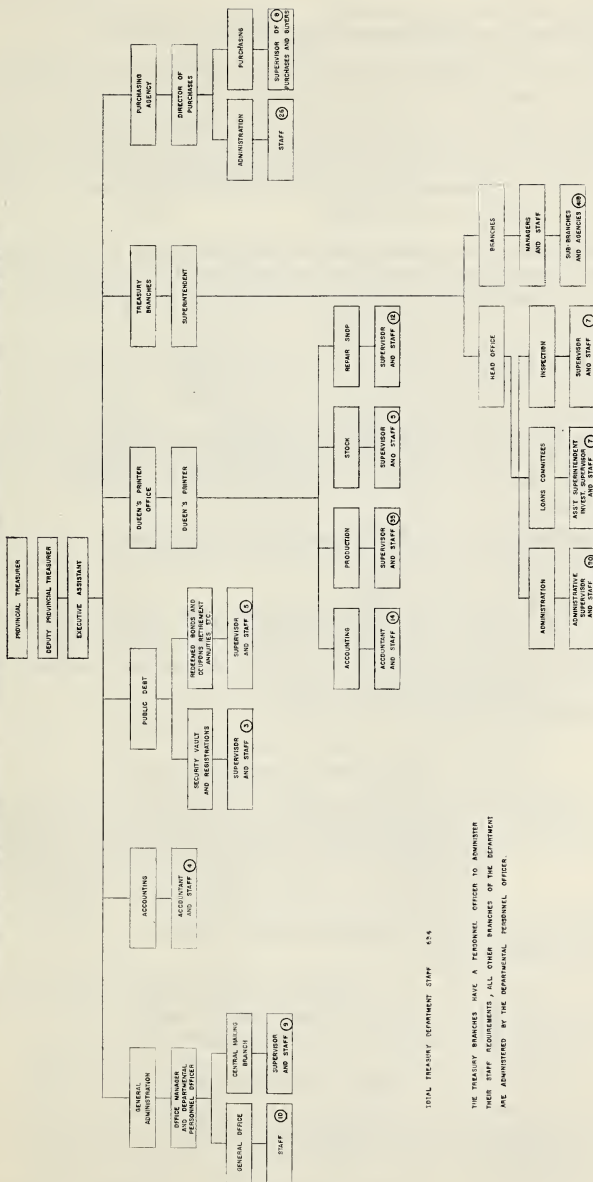 PROVINCIAL TREASURER
DEPUTY PROVINCIAL TREASURER
EXECUTIVE ASSISTANT
GENERAL
ADMINISTRATION
OFFICE MANAGER
AND DEPARTMENTAL
PERSONNEL OFFICER
GENERAL OFFICE
STAFF 10
CENTRAL MAILING
BRANCH
SUPERVISOR
AND STAFF 9
ACCOUNTING
ACCOUNTANT
AND STAFF 4
PUBLIC DEBT
SECURITY VAULT
AND REGISTRATIONS
SUPERVISOR
AND STAFF 3
REDEEMED BONDS AND
COUPONS, RETIREMENT
ANNUITIES ETC.
SUPERVISOR
AND STAFF 5
QUEEN'S PRINTER
OFFICE
QUEEN'S PRINTER
ACCOUNTING
ACCOUNTANT
AND STAFF 14
PRODUCTION
SUPERVISOR
AND STAFF 35
STOCK
SUPERVISOR
AND STAFF 5
REPAIR SHOP
SUPERVISOR
AND STAFF 12
TREASURY
BRANCHES
SUPERINTENDENT
HEAD OFFICE
ADMINISTRATION
ADMINISTRATIVE
SUPERVISOR
AND STAFF
LOANS COMMITTEES
ASS'T SUPERINTENDENT
INVEST. SUPERVISOR
AND STAFF 7
INSPECTION
SUPERVISOR
AND STAFF 7
BRANCHES
MANAGERS
AND STAFF
SUB-BRANCHES
AND AGENCIES
PURCHASING
AGENCY
DIRECTOR OF
PURCHASES
ADMINISTRATION
STAFF 26
PURCHASING
SUPERVISOR OF 8
PURCHASES AND BUYERS
TOTAL TREASURY DEPARTMENT STAFF
THE TREASURY BRANCHES HAVE A PERSONNEL OFFICER TO ADMINISTER
THEIR STAFF REQUIREMENTS, ALL OTHER BRANCHES OF THE DEPARTMENT
ARE ADMINISTERED BY THE DEPARTMENTAL PERSONNEL OFFICER.